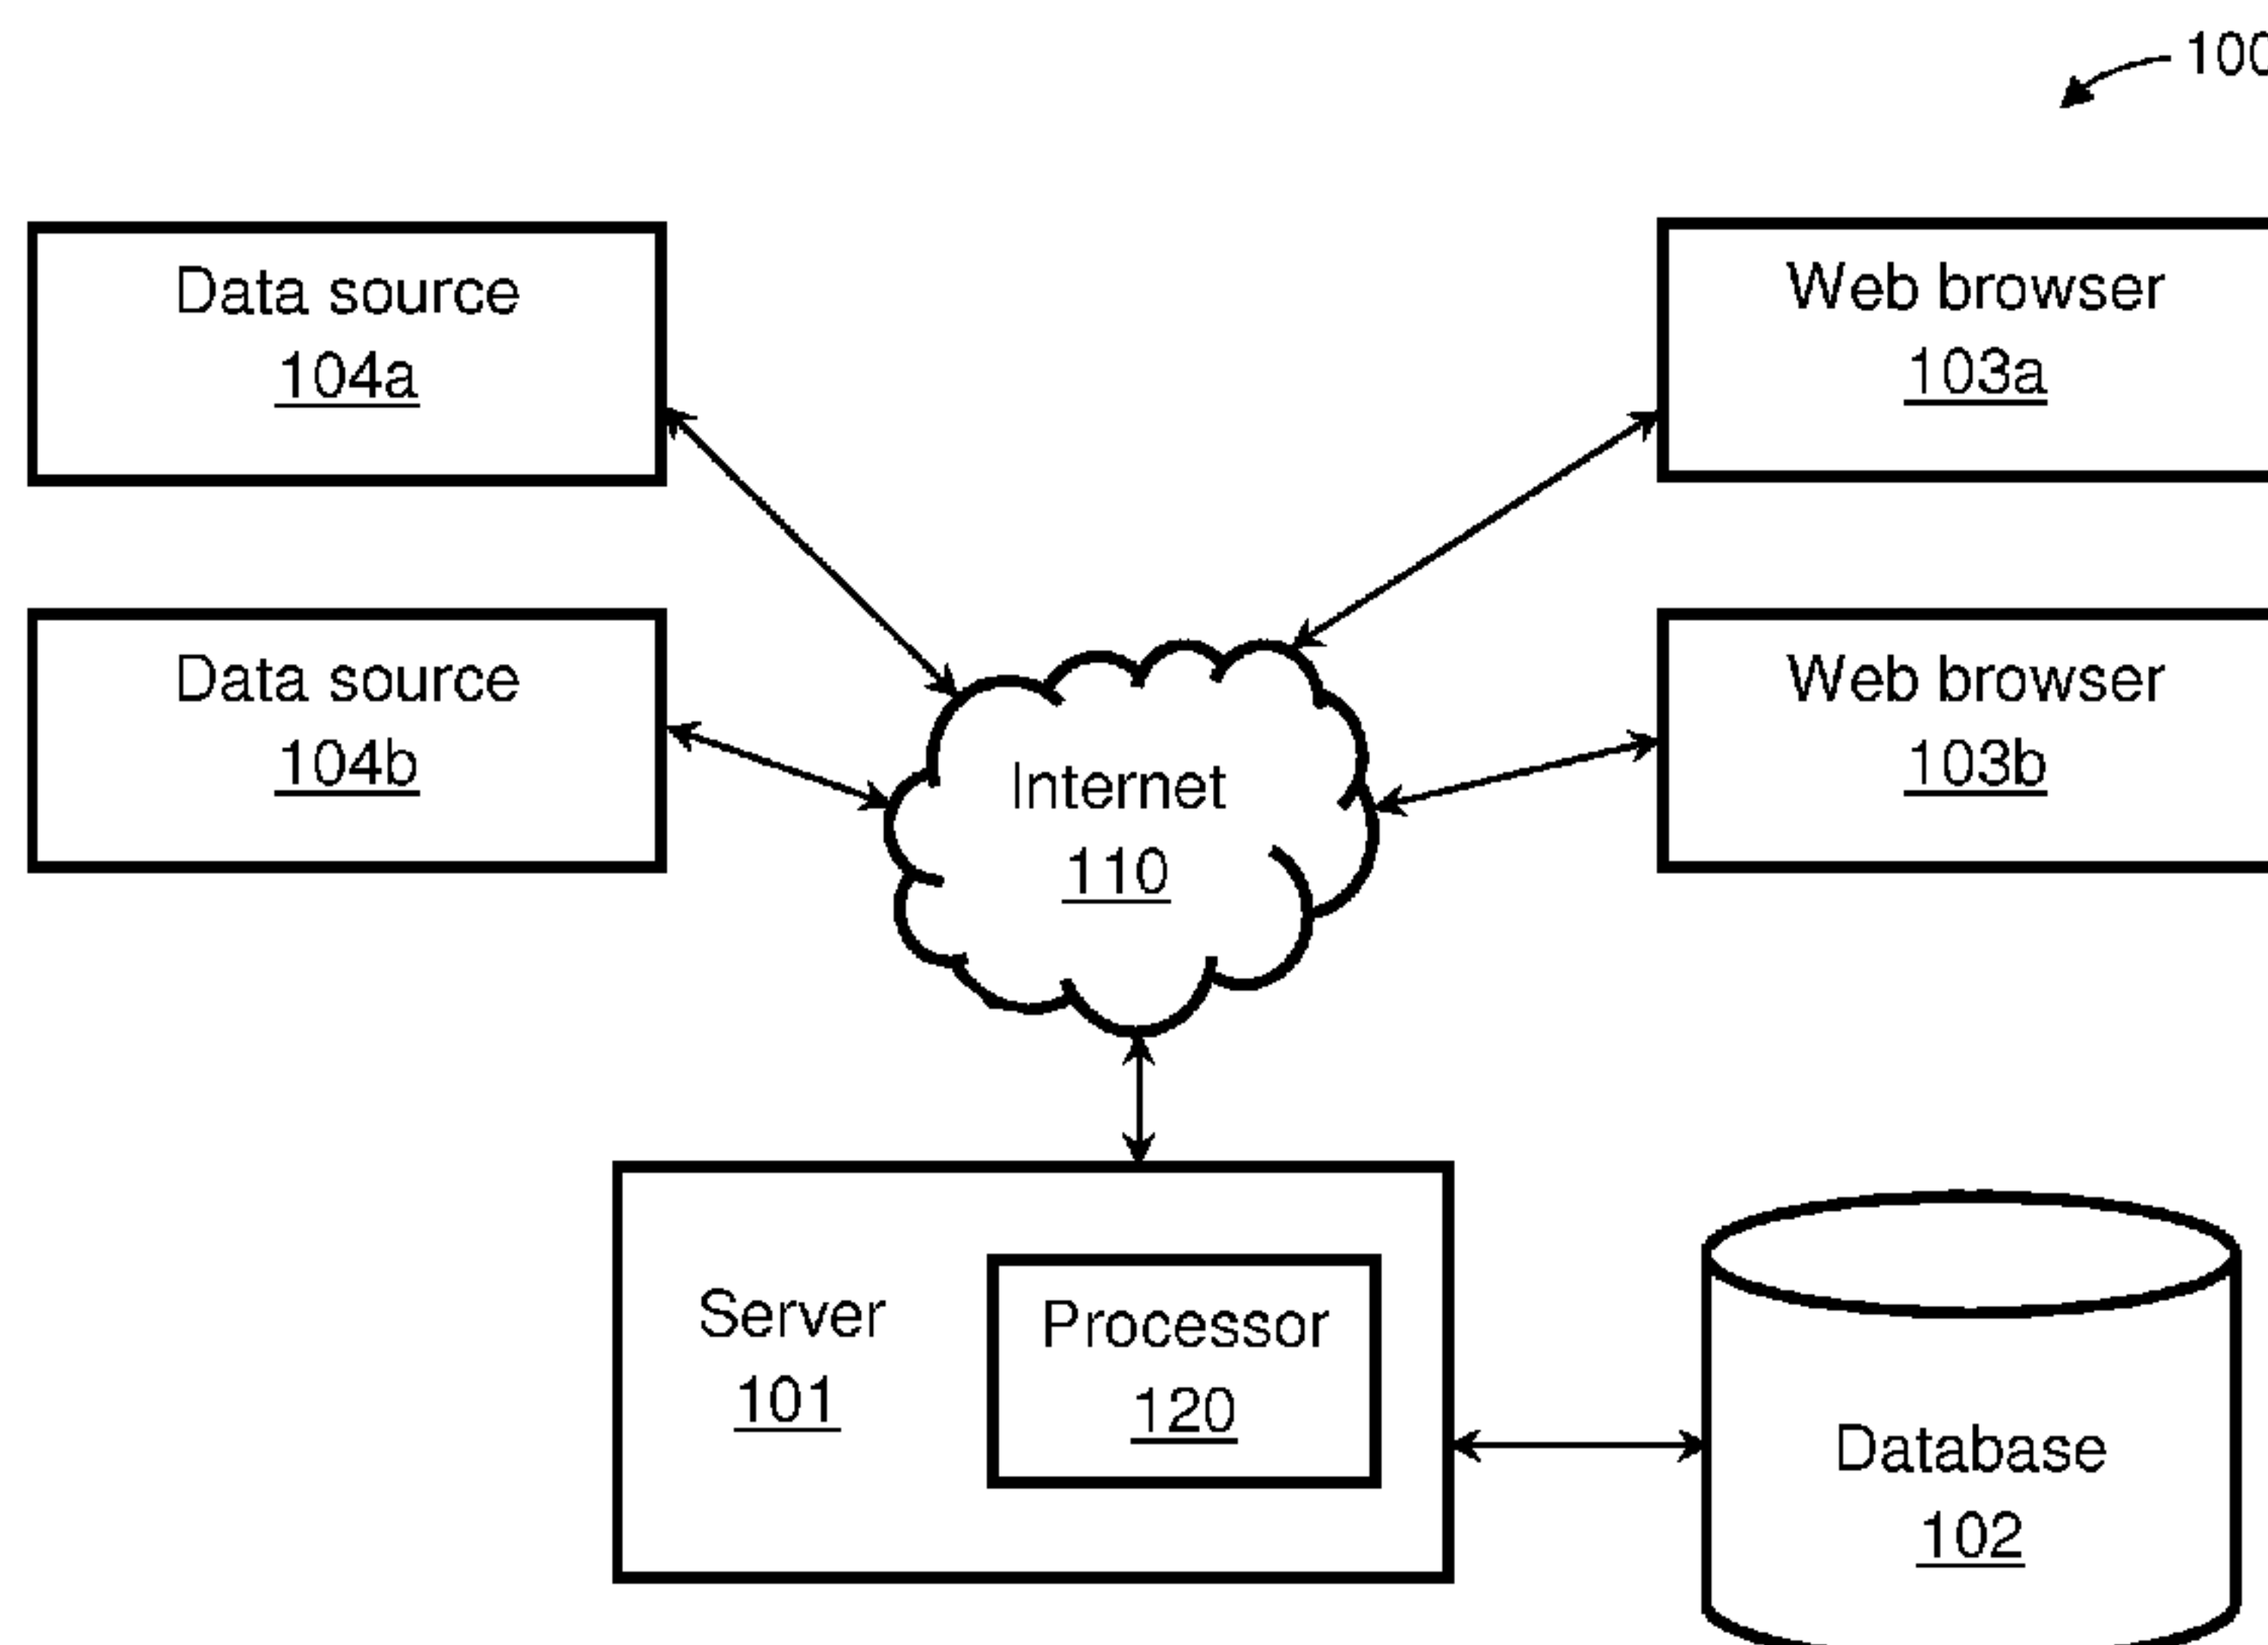 100
Data source
104a
Web browser
103a
Data source
104b
Web browser
103b
Internet
110
Server
101
Processor
120
Database
102